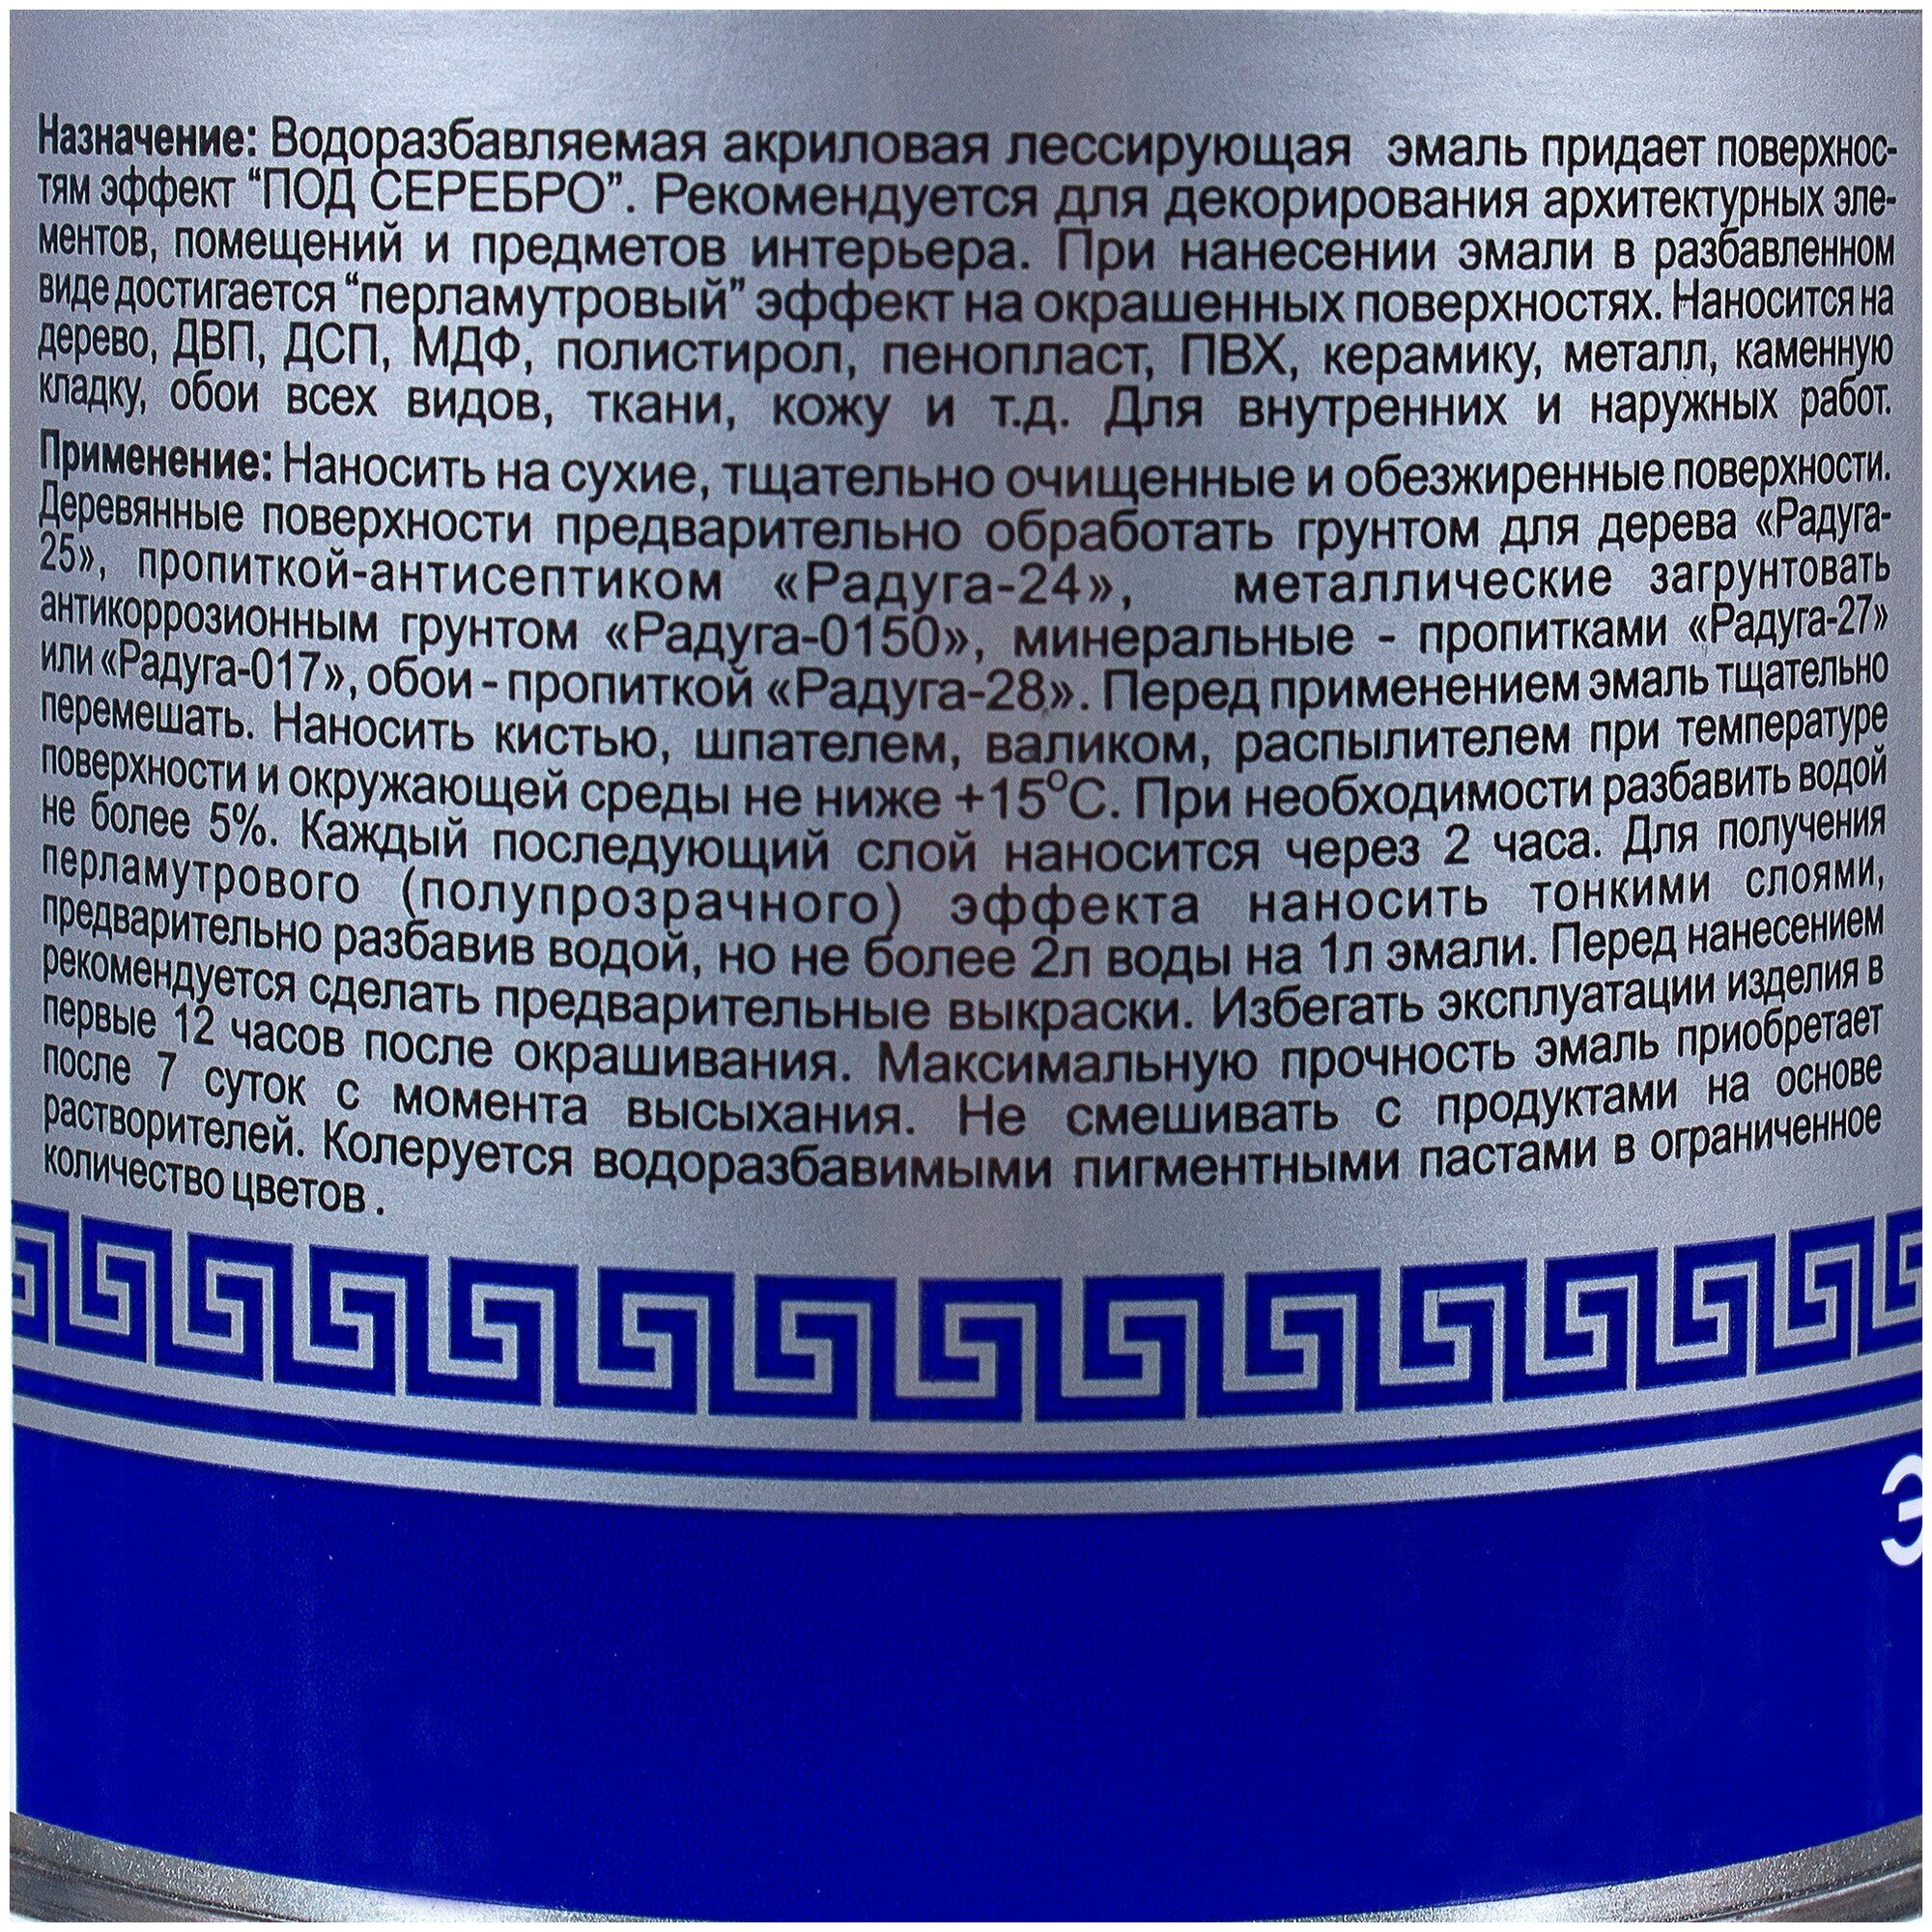 Назначение: Водоразбавляемая акриловая лессирующая эмаль придает поверхнос-
тям эффект “ПОД СЕРЕБРО”. Рекомендуется для декорирования архитектурных эле-
ментов, помещений и предметов интерьера. При нанесении эмали в разбавленном
виде достигается “перламутровый” эффект на окрашенных поверхностях. Наносится на
дерево, ДВП, ДСП, МДФ, полистирол, пенопласт, ПВХ, керамику, металл, каменную
кладку, обои всех видов, ткани, кожу и т.д. Для внутренних и наружных работ.
Применение: Наносить на сухие, тщательно очищенные и обезжиренные поверхности.
Деревянные поверхности предварительно обработать грунтом для дерева «Радуга-
25», пропиткой-антисептиком «Радуга-24», металлические загрунтовать
антикоррозионным грунтом «Радуга-0150», минеральные - пропитками «Радуга-27»
или «Радуга-017», обои - пропиткой «Радуга-28». Перед применением эмаль тщательно
перемешать. Наносить кистью, шпателем, валиком, распылителем при температуре
поверхности и окружающей среды не ниже +15°С. При необходимости разбавить водой
не более 5%. Каждый последующий слой наносится через 2 часа. Для получения
перламутрового (полупрозрачного) эффекта наносить тонкими слоями,
предварительно разбавив водой, но не более 2л воды на 1л эмали. Перед нанесением
рекомендуется сделать предварительные выкраски. Избегать эксплуатации изделия в
первые 12 часов после окрашивания. Максимальную прочность эмаль приобретает
после 7 суток с момента высыхания. Не смешивать с продуктами на основе
растворителей. Колеруется водоразбавимыми пигментными пастами в ограниченное
количество цветов .
Э